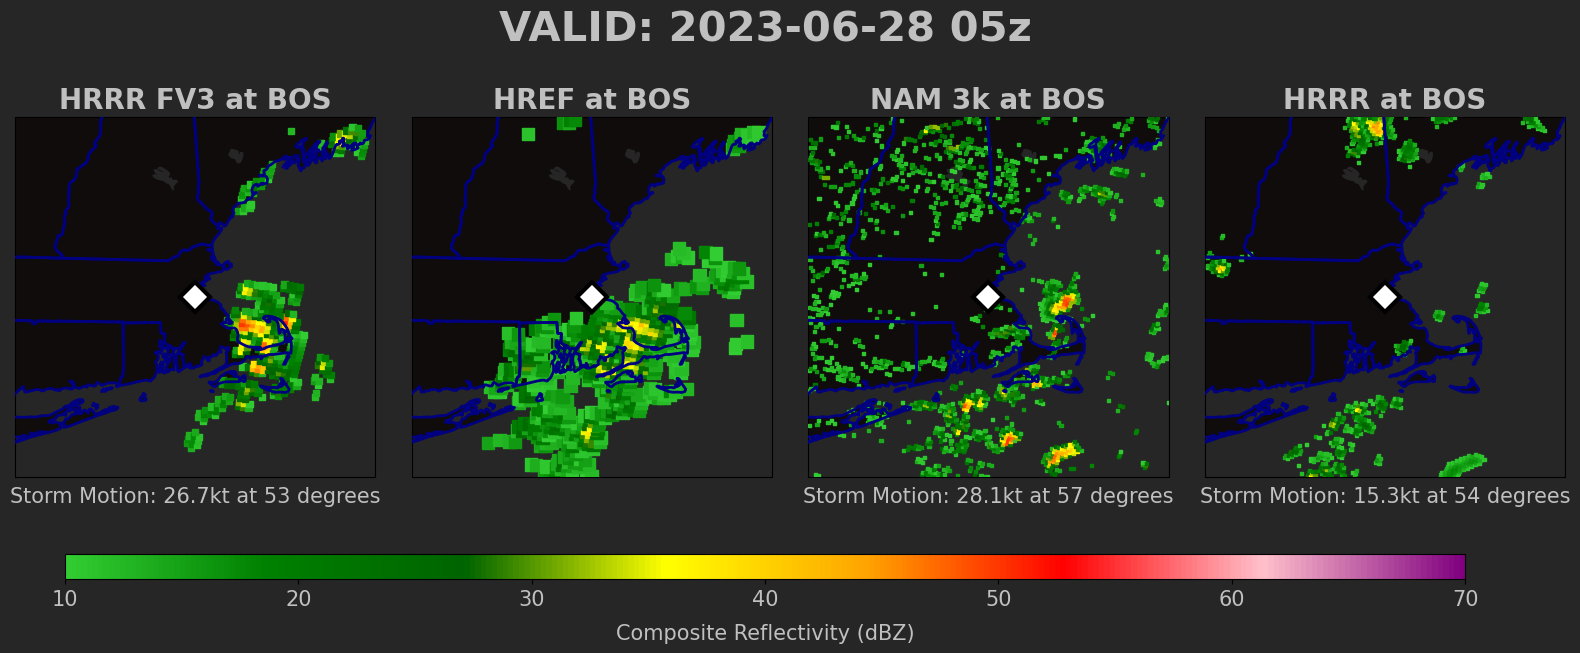 VALID: 2023-06-28 05z
HRRR FV3 at BOS
HREF at BOS
NAM 3k at BOS
HRRR at BOS
Storm Motion: 26.7kt at 53 degrees
Storm Motion: 28.1kt at 57 degrees
Storm Motion: 15.3kt at 54 degrees
10 20 30 40 50 60 70
Composite Reflectivity (dBZ)